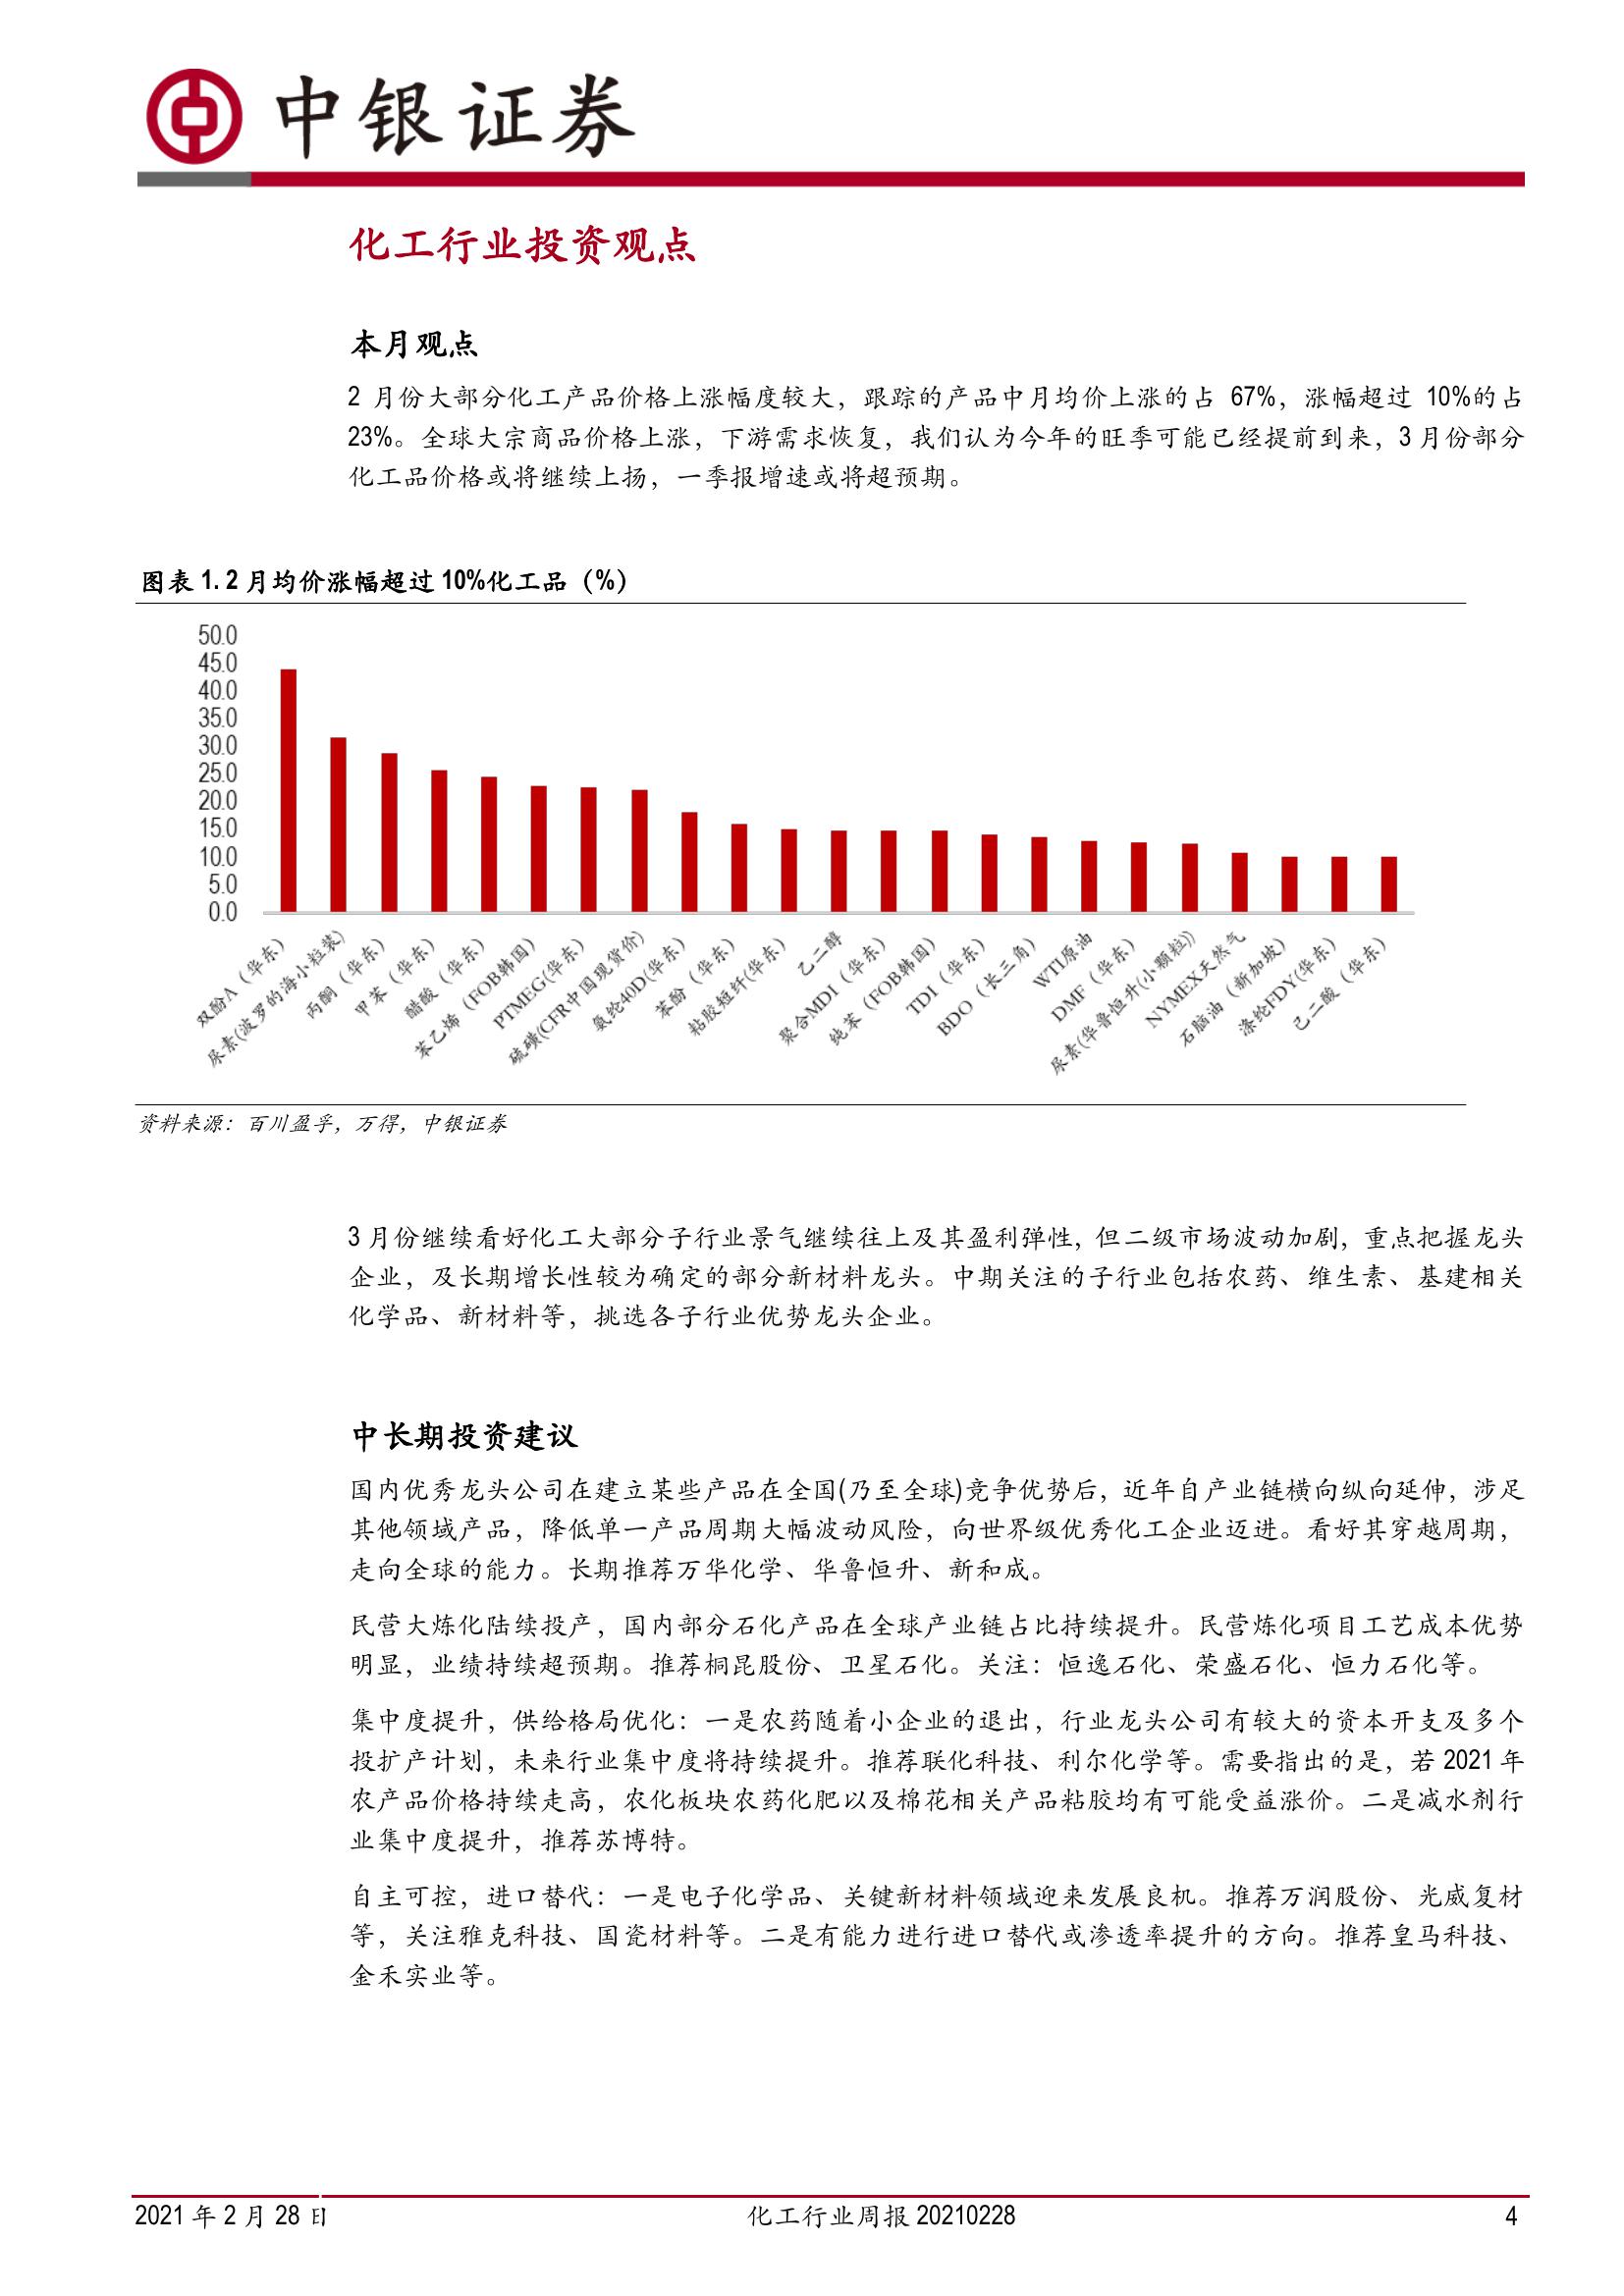 中银证券
化工行业投资观点
本月观点
2 月份大部分化工产品价格上涨幅度较大，跟踪的产品中月均价上涨的占 67%，涨幅超过 10%的占
23%。全球大宗商品价格上涨，下游需求恢复，我们认为今年的旺季可能已经提前到来，3 月份部分
化工品价格或将继续上扬，一季报增速或将超预期。
图表 1. 2 月均价涨幅超过 10%化工品（%）
50.0
45.0
40.0
35.0
30.0
25.0
20.0
15.0
10.0
5.0
0.0
双酚A（华东）
尿素(波罗的海小粒装)
丙酮（华东）
甲苯（华东）
醋酸（华东）
苯乙烯（FOB韩国）
PTMEG(华东）
硫磺(CFR中国现货价)
氨纶40D(华东）
苯酚（华东）
粘胶短纤(华东）
乙二醇
聚合MDI（华东）
纯苯（FOB韩国）
TDI（华东）
BDO（长三角）
WTI原油
DMF（华东）
尿素(华鲁恒升(小颗粒))
NYMEX天然气
石脑油（新加坡）
涤纶FDY(华东）
己二酸（华东）
资料来源：百川盈孚，万得，中银证券
3 月份继续看好化工大部分子行业景气继续往上及其盈利弹性，但二级市场波动加剧，重点把握龙头
企业，及长期增长性较为确定的部分新材料龙头。中期关注的子行业包括农药、维生素、基建相关
化学品、新材料等，挑选各子行业优势龙头企业。
中长期投资建议
国内优秀龙头公司在建立某些产品在全国(乃至全球)竞争优势后，近年自产业链横向纵向延伸，涉足
其他领域产品，降低单一产品周期大幅波动风险，向世界级优秀化工企业迈进。看好其穿越周期，
走向全球的能力。长期推荐万华化学、华鲁恒升、新和成。
民营大炼化陆续投产，国内部分石化产品在全球产业链占比持续提升。民营炼化项目工艺成本优势
明显，业绩持续超预期。推荐桐昆股份、卫星石化。关注：恒逸石化、荣盛石化、恒力石化等。
集中度提升，供给格局优化：一是农药随着小企业的退出，行业龙头公司有较大的资本开支及多个
投扩产计划，未来行业集中度将持续提升。推荐联化科技、利尔化学等。需要指出的是，若 2021 年
农产品价格持续走高，农化板块农药化肥以及棉花相关产品粘胶均有可能受益涨价。二是减水剂行
业集中度提升，推荐苏博特。
自主可控，进口替代：一是电子化学品、关键新材料领域迎来发展良机。推荐万润股份、光威复材
等，关注雅克科技、国瓷材料等。二是有能力进行进口替代或渗透率提升的方向。推荐皇马科技、
金禾实业等。
2021 年 2 月 28 日
化工行业周报 20210228
4